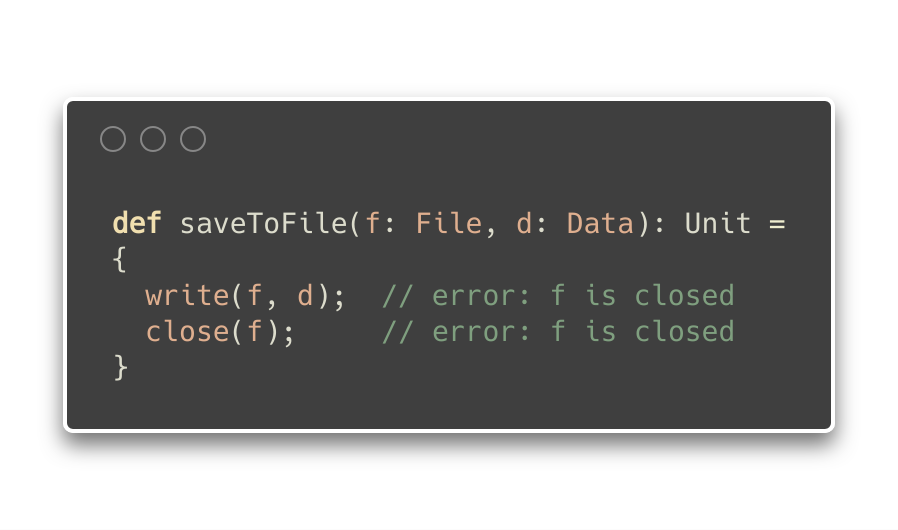 def saveToFile(f: File, d: Data): Unit =
{
  write(f, d);  // error: f is closed
  close(f);     // error: f is closed
}